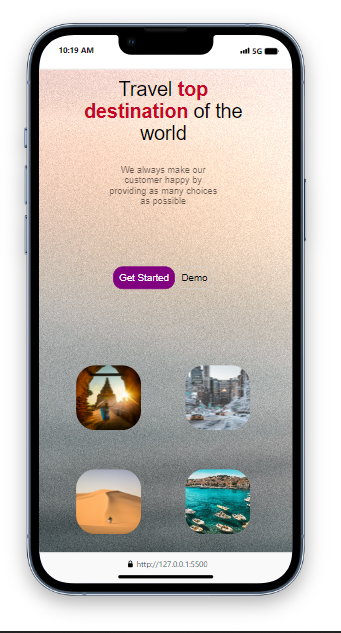 10:19 AM 5G
Travel top
destination of the
world
We always make our
customer happy by
providing as many choices
as possible
Get Started Demo
http://127.0.0.1:5500